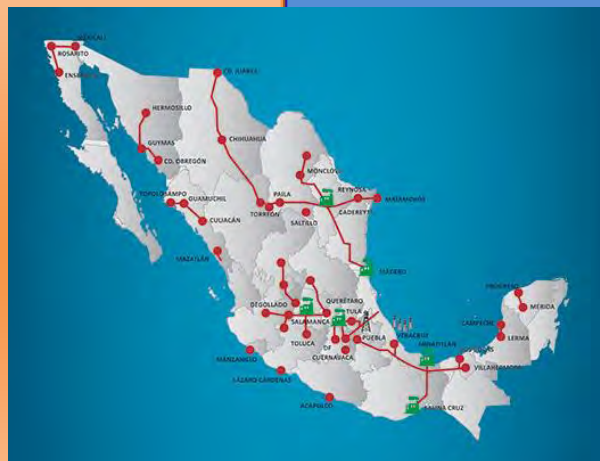 MEXICALI
ROSARITO
ENSENADA
CD. JUÁREZ
HERMOSILLO
GUYMAS
CD. OBREGÓN
CHIHUAHUA
MONCLOVA
TOPOLOBAMPO
GUAMUCHIL
CULIACÁN
PAILA
TORREÓN
SALTILLO
REYNOSA
MATAMOROS
CADEREYTA
MAZATLÁN
MADERO
DEGOLLADO
SALAMANCA
QUERÉTARO
TULA
TOLUCA
DF
CUERNAVACA
PUEBLA
VERACRUZ
MINATITLÁN
MANZANILLO
LÁZARO CÁRDENAS
ACAPULCO
SALINA CRUZ
VILLAHERMOSA
PROGRESO
MÉRIDA
CAMPECHE
LERMA